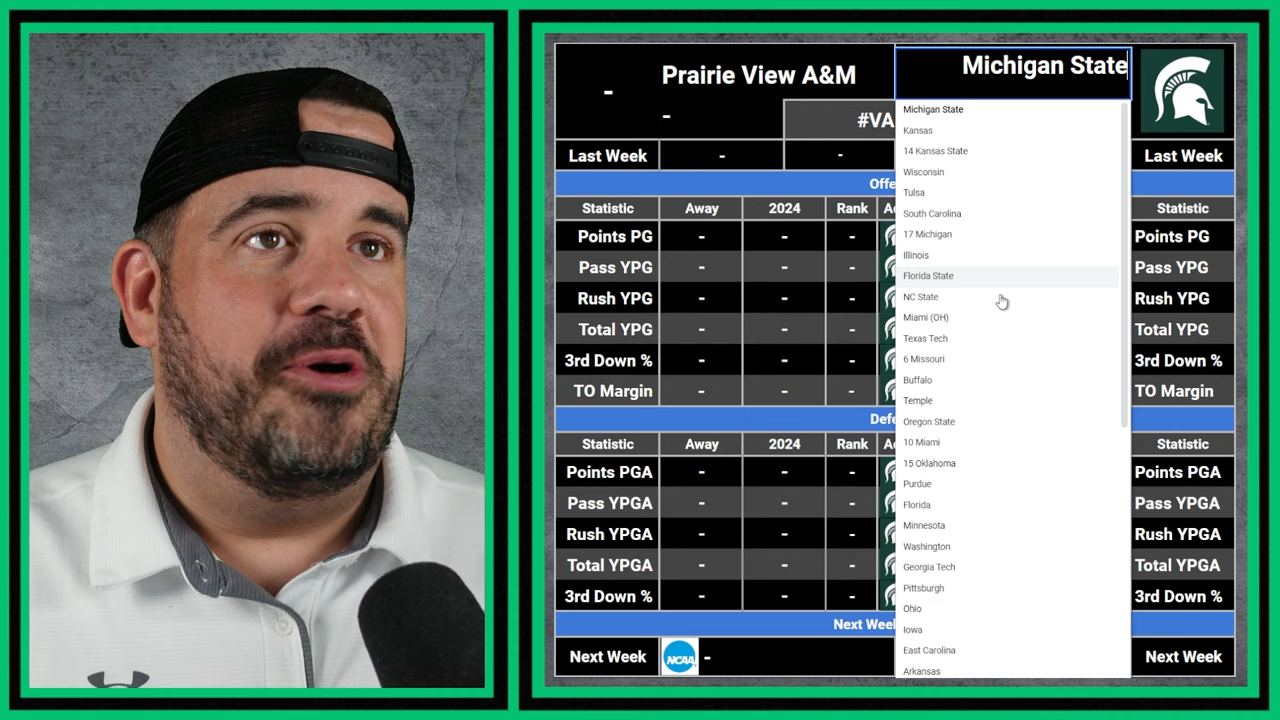 Prairie View A&M
Michigan State
-
-
#VA
Last Week
-
-
Last Week
Offe
Statistic Away 2024 Rank A
Statistic
Points PG - - -
Points PG
Pass YPG - - -
Pass YPG
Rush YPG - - -
Rush YPG
Total YPG - - -
Total YPG
3rd Down % - - -
3rd Down %
TO Margin - - -
TO Margin
Defe
Statistic Away 2024 Rank A
Statistic
Points PGA - - -
Points PGA
Pass YPGA - - -
Pass YPGA
Rush YPGA - - -
Rush YPGA
Total YPGA - - -
Total YPGA
3rd Down % - - -
3rd Down %
Next Wee
Next Week
NCAA
-
Next Week
Michigan State
Kansas
14 Kansas State
Wisconsin
Tulsa
South Carolina
17 Michigan
Illinois
Florida State
NC State
Miami (OH)
Texas Tech
6 Missouri
Buffalo
Temple
Oregon State
10 Miami
15 Oklahoma
Purdue
Florida
Minnesota
Washington
Georgia Tech
Pittsburgh
Ohio
Iowa
East Carolina
Arkansas